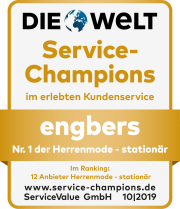 DIE WELT
Service-
Champions
im erlebten Kundenservice
engbers
Nr. 1 der Herrenmode - stationär
Im Ranking:
12 Anbieter Herrenmode - stationär
www.service-champions.de
ServiceValue GmbH 10|2019